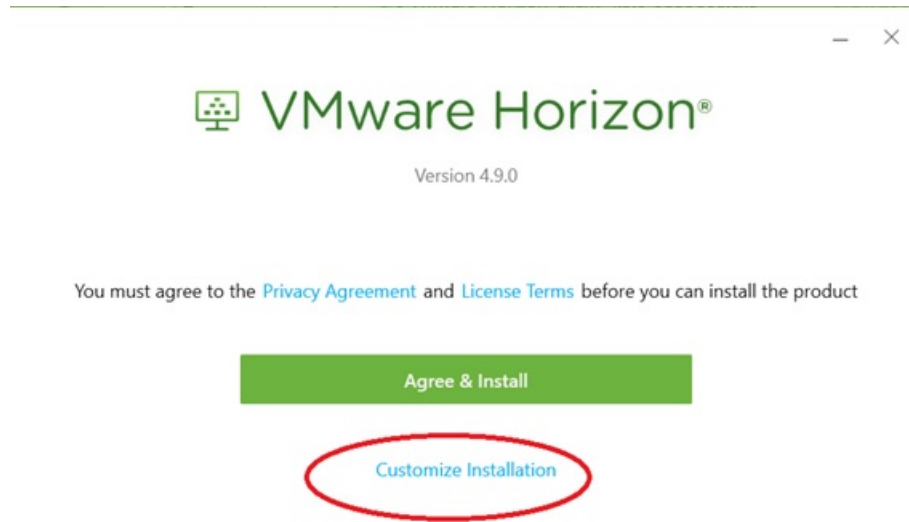 VMware Horizon®
Version 4.9.0
You must agree to the Privacy Agreement and License Terms before you can install the product
Agree & Install
Customize Installation